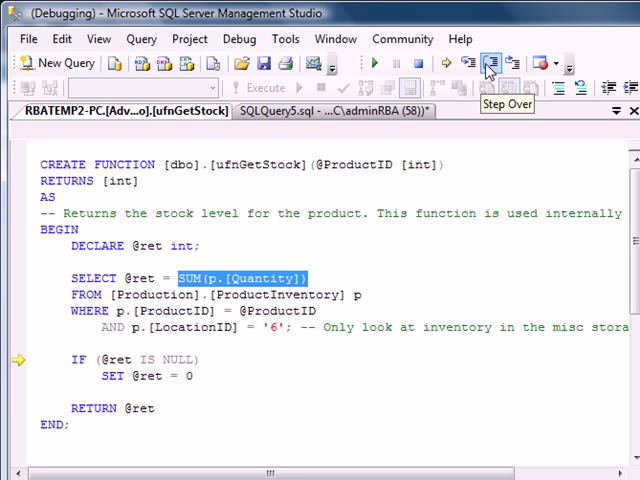 (Debugging) - Microsoft SQL Server Management Studio
File Edit View Query Project Debug Tools Window Community Help
New Query
Execute
Step Over
RBATEMP2-PC.[Adv...o].[ufnGetStock] SQLQuery5.sql - ...C\adminRBA (58))*
CREATE FUNCTION [dbo].[ufnGetStock](@ProductID [int])
RETURNS [int]
AS
-- Returns the stock level for the product. This function is used internally
BEGIN
DECLARE @ret int;
SELECT @ret = SUM(p.[Quantity])
FROM [Production].[ProductInventory] p
WHERE p.[ProductID] = @ProductID
AND p.[LocationID] = '6'; -- Only look at inventory in the misc stora
IF (@ret IS NULL)
SET @ret = 0
RETURN @ret
END;